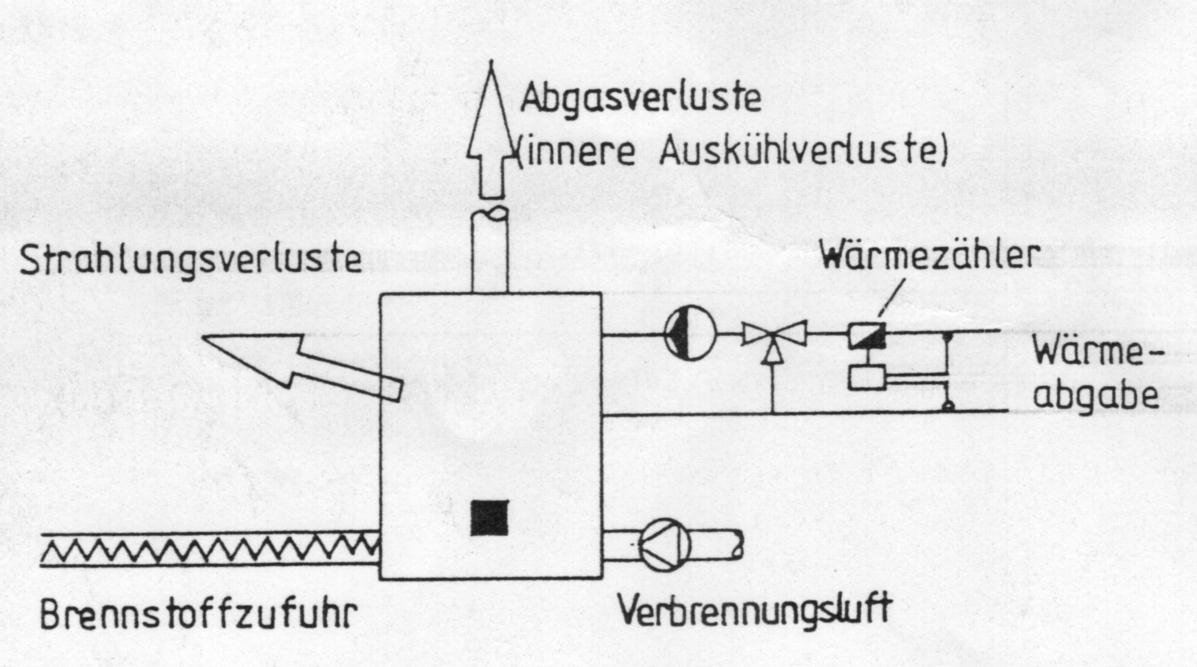 Abgasverluste
(innere Auskühlverluste)
Strahlungsverluste
Wärmezähler
Wärme-
abgabe
Brennstoffzufuhr
Verbrennungsluft